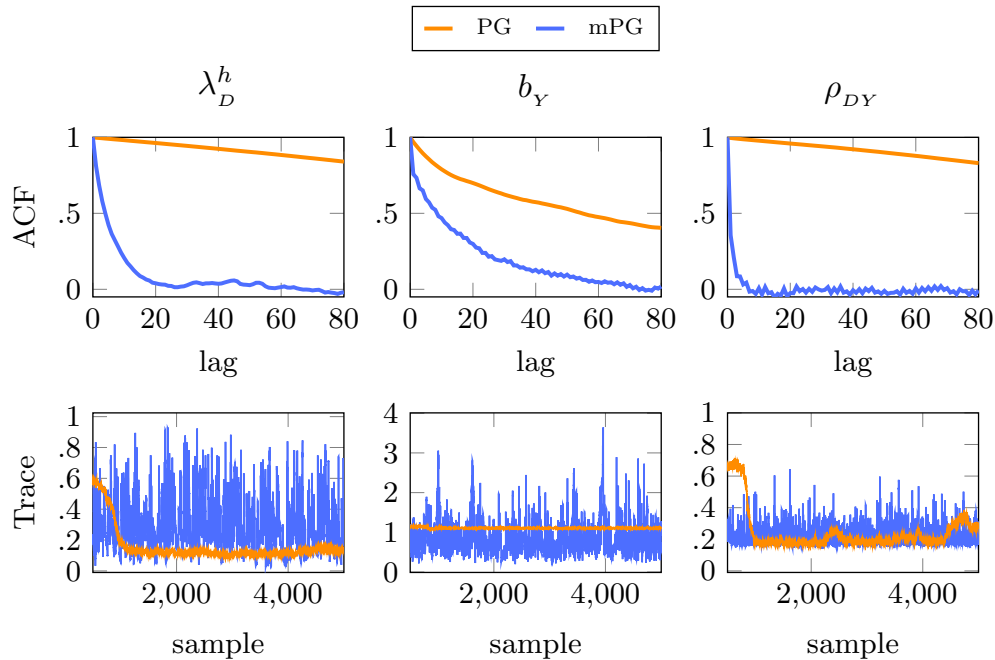 PG mPG
λ_D^h b_Y ρ_DY
ACF
1 .5 0
0 20 40 60 80
lag
1 .5 0
0 20 40 60 80
lag
1 .5 0
0 20 40 60 80
lag
Trace
1 .8 .6 .4 .2 0
2,000 4,000
sample
4 3 2 1 0
2,000 4,000
sample
1 .8 .6 .4 .2 0
2,000 4,000
sample